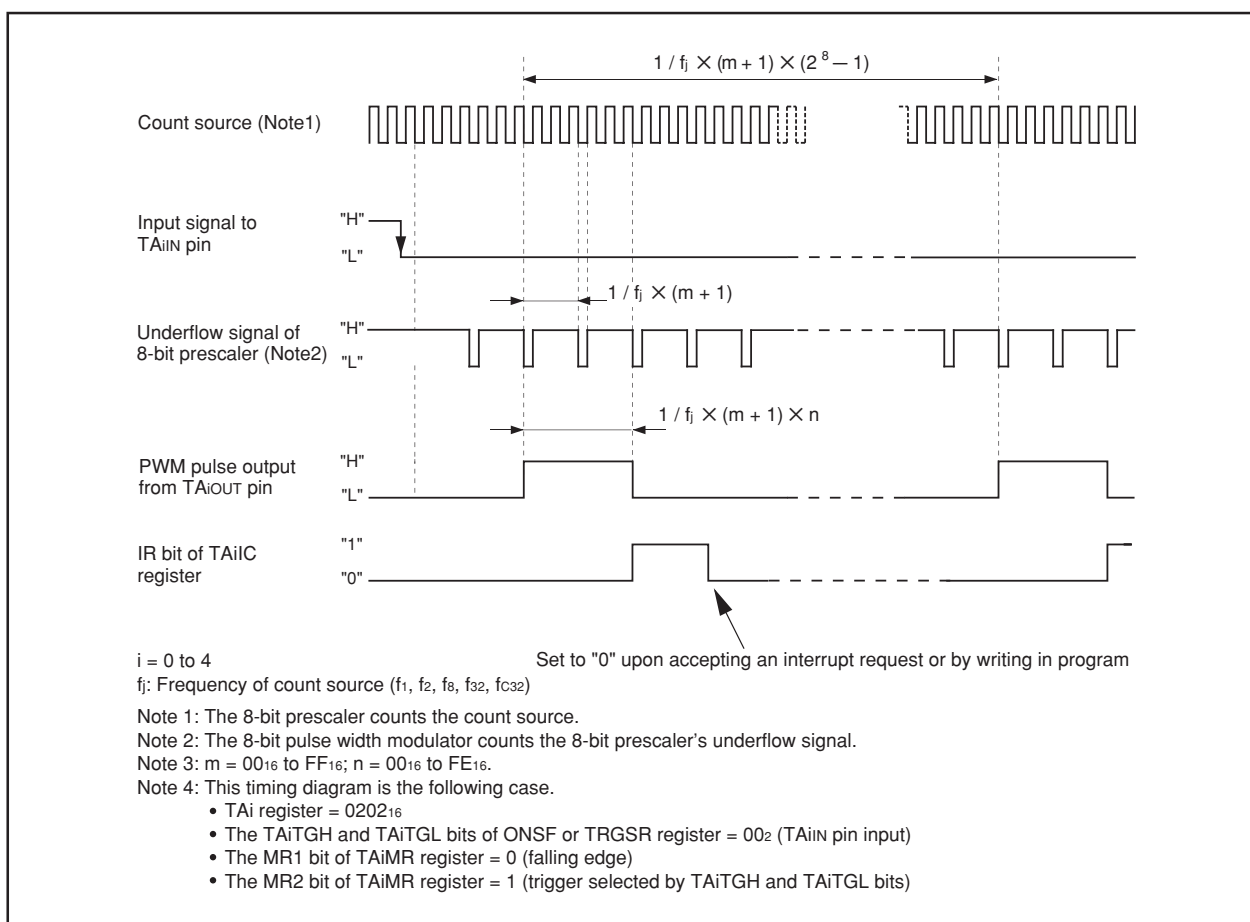 1 / fj × (m + 1) × (2⁸ — 1)
Count source (Note1)
Input signal to
TAiIN pin
"H"
"L"
1 / fj × (m + 1)
Underflow signal of
8-bit prescaler (Note2)
"H"
"L"
1 / fj × (m + 1) × n
PWM pulse output
from TAiOUT pin
"H"
"L"
IR bit of TAiIC
register
"1"
"0"
Set to "0" upon accepting an interrupt request or by writing in program
i = 0 to 4
fj: Frequency of count source (f1, f2, f8, f32, fC32)
Note 1: The 8-bit prescaler counts the count source.
Note 2: The 8-bit pulse width modulator counts the 8-bit prescaler's underflow signal.
Note 3: m = 0016 to FF16; n = 0016 to FE16.
Note 4: This timing diagram is the following case.
• TAi register = 020216
• The TAiTGH and TAiTGL bits of ONSF or TRGSR register = 002 (TAiIN pin input)
• The MR1 bit of TAiMR register = 0 (falling edge)
• The MR2 bit of TAiMR register = 1 (trigger selected by TAiTGH and TAiTGL bits)